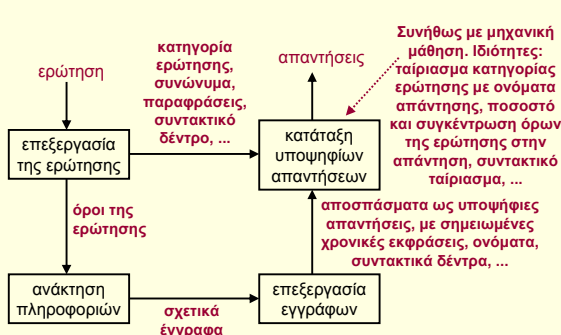 ερώτηση
κατηγορία
ερώτησης,
συνώνυμα,
παραφράσεις,
συντακτικό
δέντρο, ...
απαντήσεις
Συνήθως με μηχανική
μάθηση. Ιδιότητες:
ταίριασμα κατηγορίας
ερώτησης με ονόματα
απάντησης, ποσοστό
και συγκέντρωση όρων
της ερώτησης στην
απάντηση, συντακτικό
ταίριασμα, ...
επεξεργασία
της ερώτησης
κατάταξη
υποψηφίων
απαντήσεων
όροι της
ερώτησης
αποσπάσματα ως υποψήφιες
απαντήσεις, με σημειωμένες
χρονικές εκφράσεις, ονόματα,
συντακτικά δέντρα, ...
ανάκτηση
πληροφοριών
σχετικά
έγγραφα
επεξεργασία
εγγράφων